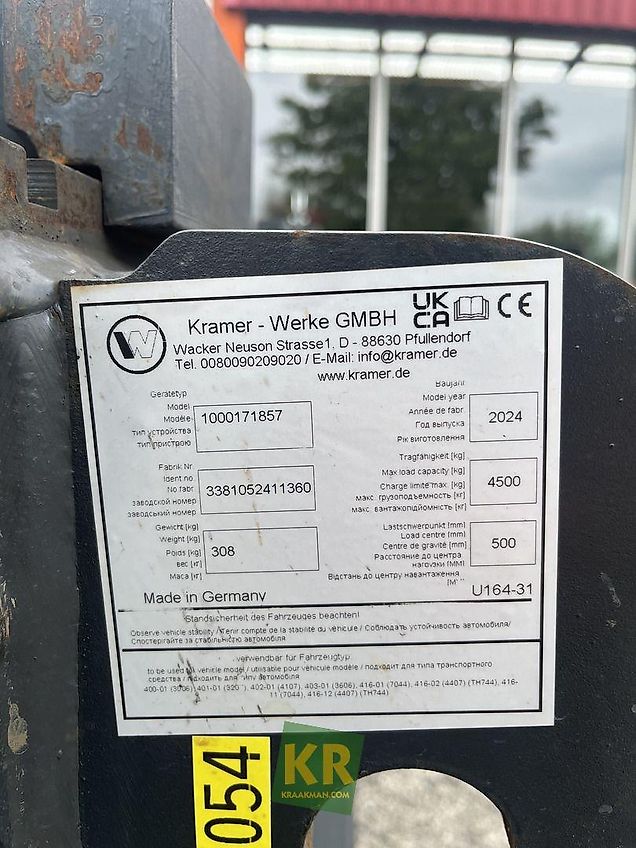 Kramer - Werke GMBH
UK
CA
CE
Wacker Neuson Strasse1, D - 88630 Pfullendorf
Tel. 0080090209020 / E-Mail: info@kramer.de
www.kramer.de
Gerätetyp
Model
Modèle
тип устройства
тип пристрою
1000171857
Baujahr
Model year
Année de fabr.
Год выпуска
Рік виготовлення
2024
Fabrik Nr.
Ident no.
No fabr.
заводской номер
заводський номер
3381052411360
Tragfähigkeit [kg]
Max load capacity [kg]
Charge limite max. [kg]
макс. грузоподъемность [кг]
макс. вантажопідйомність [кг]
4500
Gewicht [kg]
Weight [kg]
Poids [kg]
вес [кг]
Маса [кг]
308
Lastschwerpunkt [mm]
Load centre [mm]
Centre de gravité [mm]
Расстояние до центра
нагрузки [MM]
Відстань до центру навантаження
500
Made in Germany
U164-31
Standsicherheit des Fahrzeuges beachten!
Observe vehicle stability / Tenir compte de la stabilité du véhicule / Соблюдать устойчивость автомобиля/
Спостерігайте за стабільністю автомобіля
verwendbar für Fahrzeugtyp:
to be used for vehicle model / utilisable pour véhicule modèle / подходит для типа транспортного
средства / підходить для типу автомобіля
400-01 (3006) 401-01 402-01 (4107), 403-01 (3606), 416-01 (7044), 416-02 (4407) (TH744), 416-
11 (7044), 416-12 (4407) (TH744)
054
KR
KRAAKMAN.COM